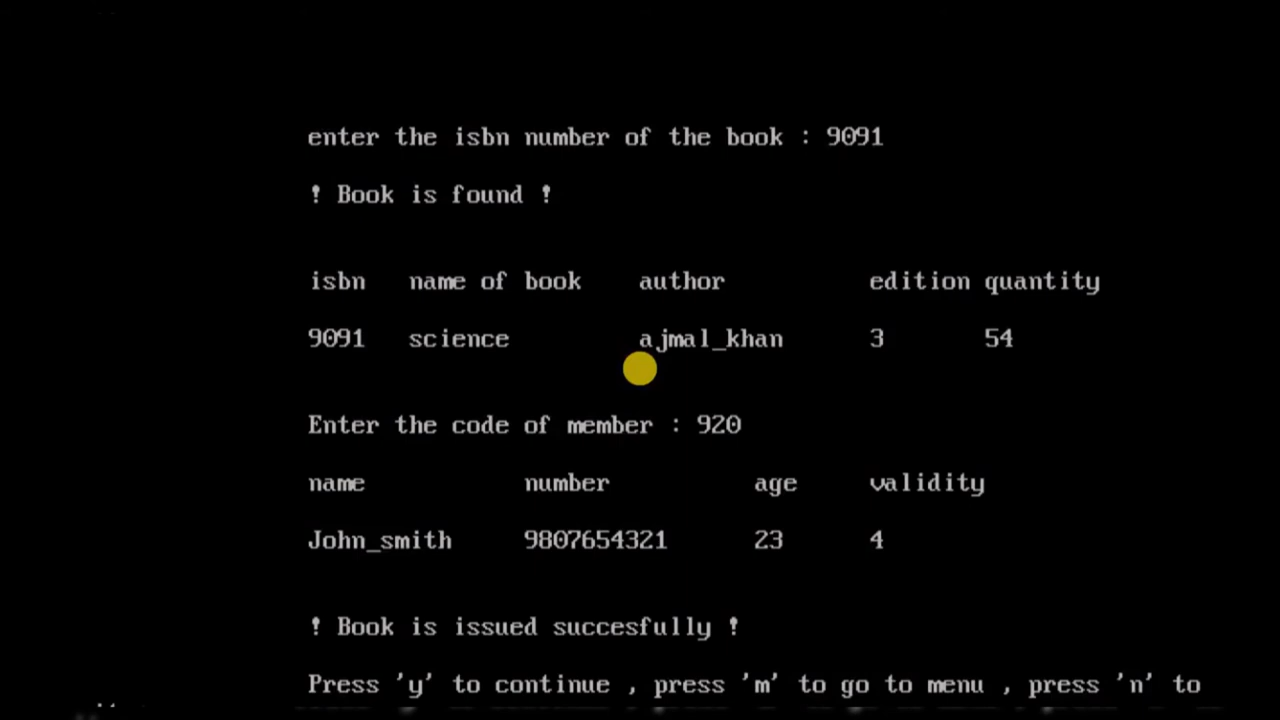 enter the isbn number of the book : 9091
! Book is found !
isbn name of book author edition quantity
9091 science ajmal_khan 3 54
Enter the code of member : 920
name number age validity
John_smith 9807654321 23 4
! Book is issued succesfully !
Press 'y' to continue , press 'm' to go to menu , press 'n' to